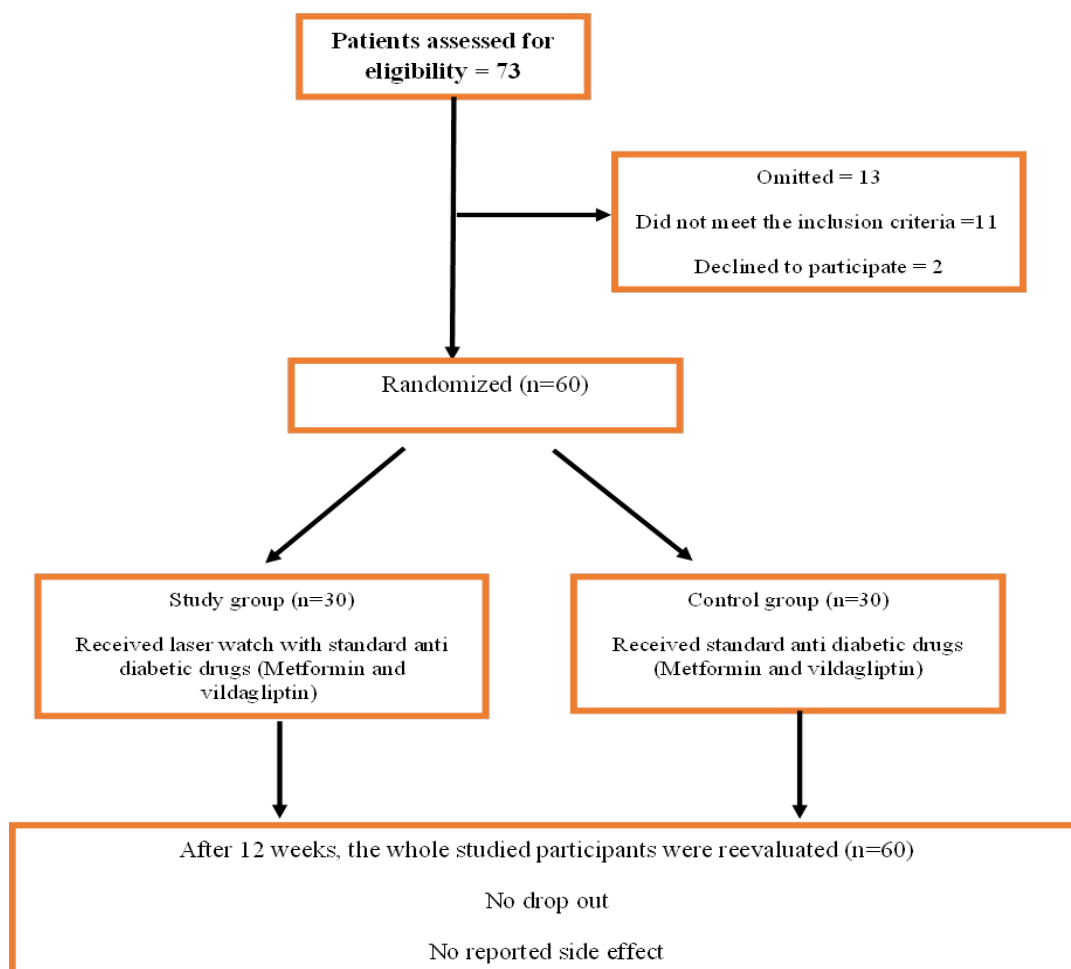 Patients assessed for
eligibility = 73
Omitted = 13
Did not meet the inclusion criteria =11
Declined to participate = 2
Randomized (n=60)
Study group (n=30)
Received laser watch with standard anti
diabetic drugs (Metformin and
vildagliptin)
Control group (n=30)
Received standard anti diabetic drugs
(Metformin and vildagliptin)
After 12 weeks, the whole studied participants were reevaluated (n=60)
No drop out
No reported side effect